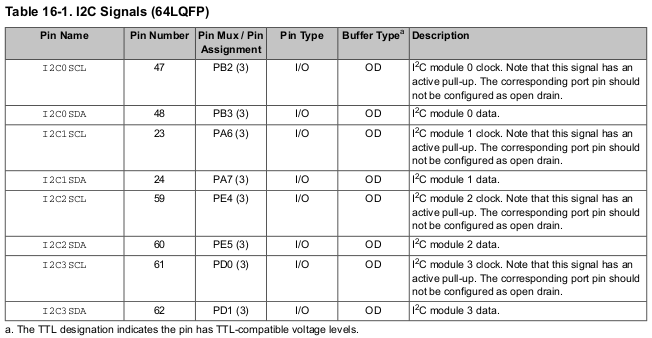 Table 16-1. I2C Signals (64LQFP)
Pin Name Pin Number Pin Mux / Pin Assignment Pin Type Buffer Typeᵃ Description
I2C0SCL 47 PB2 (3) I/O OD I²C module 0 clock. Note that this signal has an
active pull-up. The corresponding port pin should
not be configured as open drain.
I2C0SDA 48 PB3 (3) I/O OD I²C module 0 data.
I2C1SCL 23 PA6 (3) I/O OD I²C module 1 clock. Note that this signal has an
active pull-up. The corresponding port pin should
not be configured as open drain.
I2C1SDA 24 PA7 (3) I/O OD I²C module 1 data.
I2C2SCL 59 PE4 (3) I/O OD I²C module 2 clock. Note that this signal has an
active pull-up. The corresponding port pin should
not be configured as open drain.
I2C2SDA 60 PE5 (3) I/O OD I²C module 2 data.
I2C3SCL 61 PD0 (3) I/O OD I²C module 3 clock. Note that this signal has an
active pull-up. The corresponding port pin should
not be configured as open drain.
I2C3SDA 62 PD1 (3) I/O OD I²C module 3 data.
a. The TTL designation indicates the pin has TTL-compatible voltage levels.